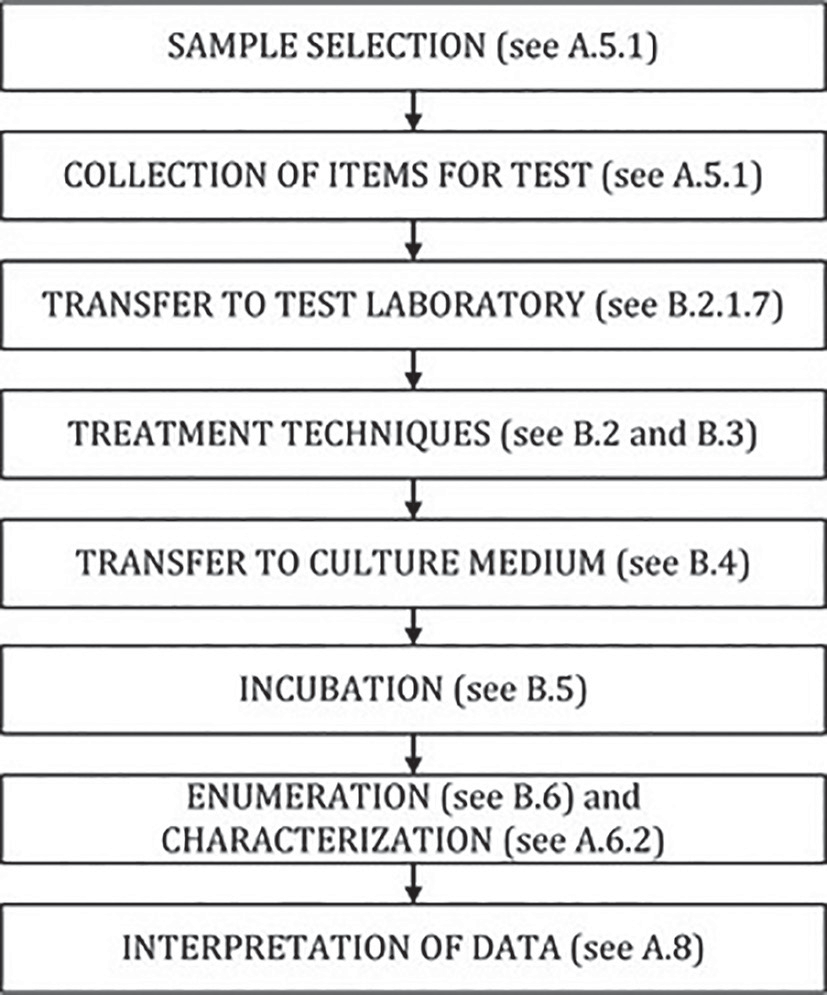 SAMPLE SELECTION (see A.5.1)
COLLECTION OF ITEMS FOR TEST (see A.5.1)
TRANSFER TO TEST LABORATORY (see B.2.1.7)
TREATMENT TECHNIQUES (see B.2 and B.3)
TRANSFER TO CULTURE MEDIUM (see B.4)
INCUBATION (see B.5)
ENUMERATION (see B.6) and
CHARACTERIZATION (see A.6.2)
INTERPRETATION OF DATA (see A.8)